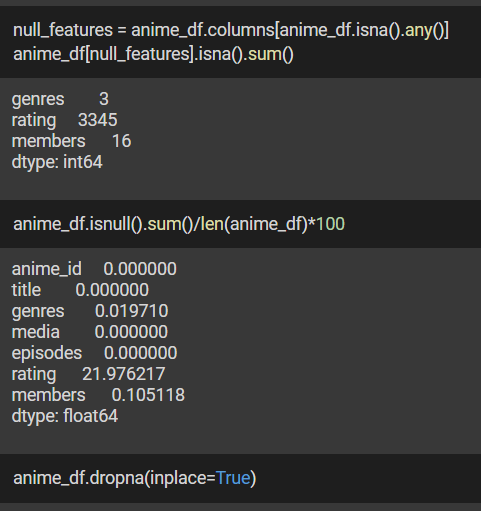 null_features = anime_df.columns[anime_df.isna().any()]
anime_df[null_features].isna().sum()
genres 3
rating 3345
members 16
dtype: int64
anime_df.isnull().sum()/len(anime_df)*100
anime_id 0.000000
title 0.000000
genres 0.019710
media 0.000000
episodes 0.000000
rating 21.976217
members 0.105118
dtype: float64
anime_df.dropna(inplace=True)